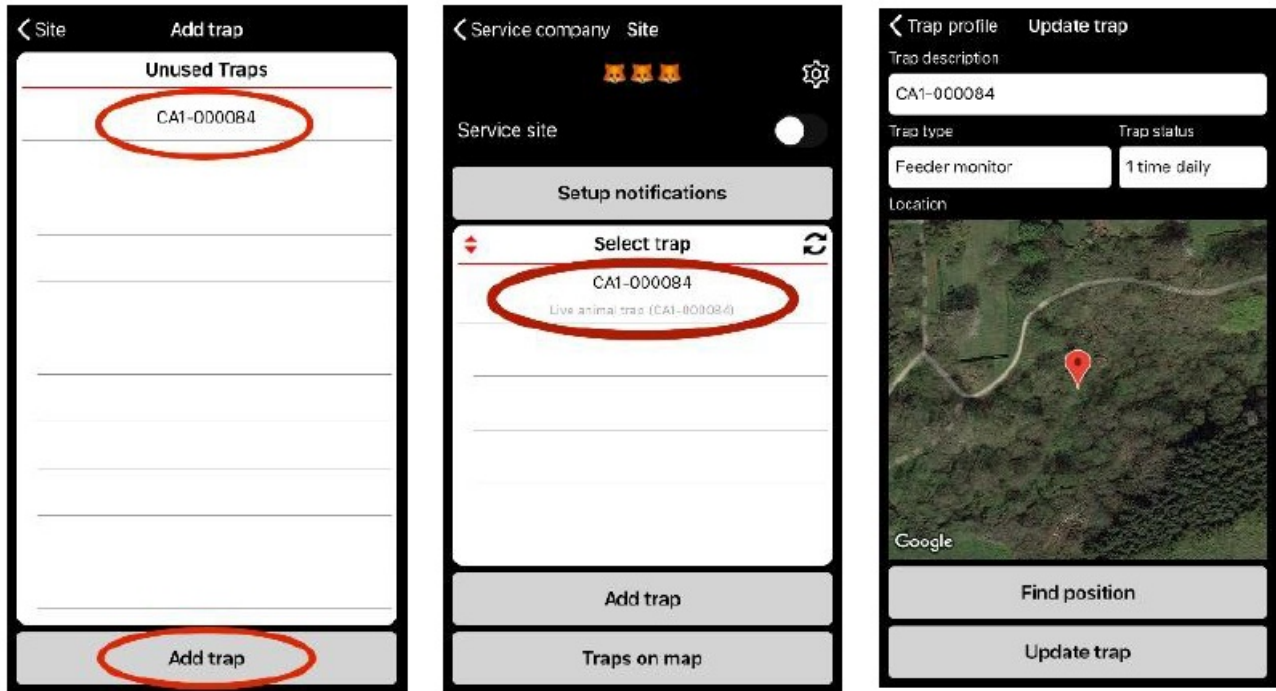 Site Add trap
Unused Traps
CA1-000084
Add trap
Service company Site
Service site
Setup notifications
Select trap
CA1-000084
Live animal trap (CA1-000084)
Add trap
Traps on map
Trap profile Update trap
Trap description
CA1-000084
Trap type Trap status
Feeder monitor 1 time daily
Location
Google
Find position
Update trap